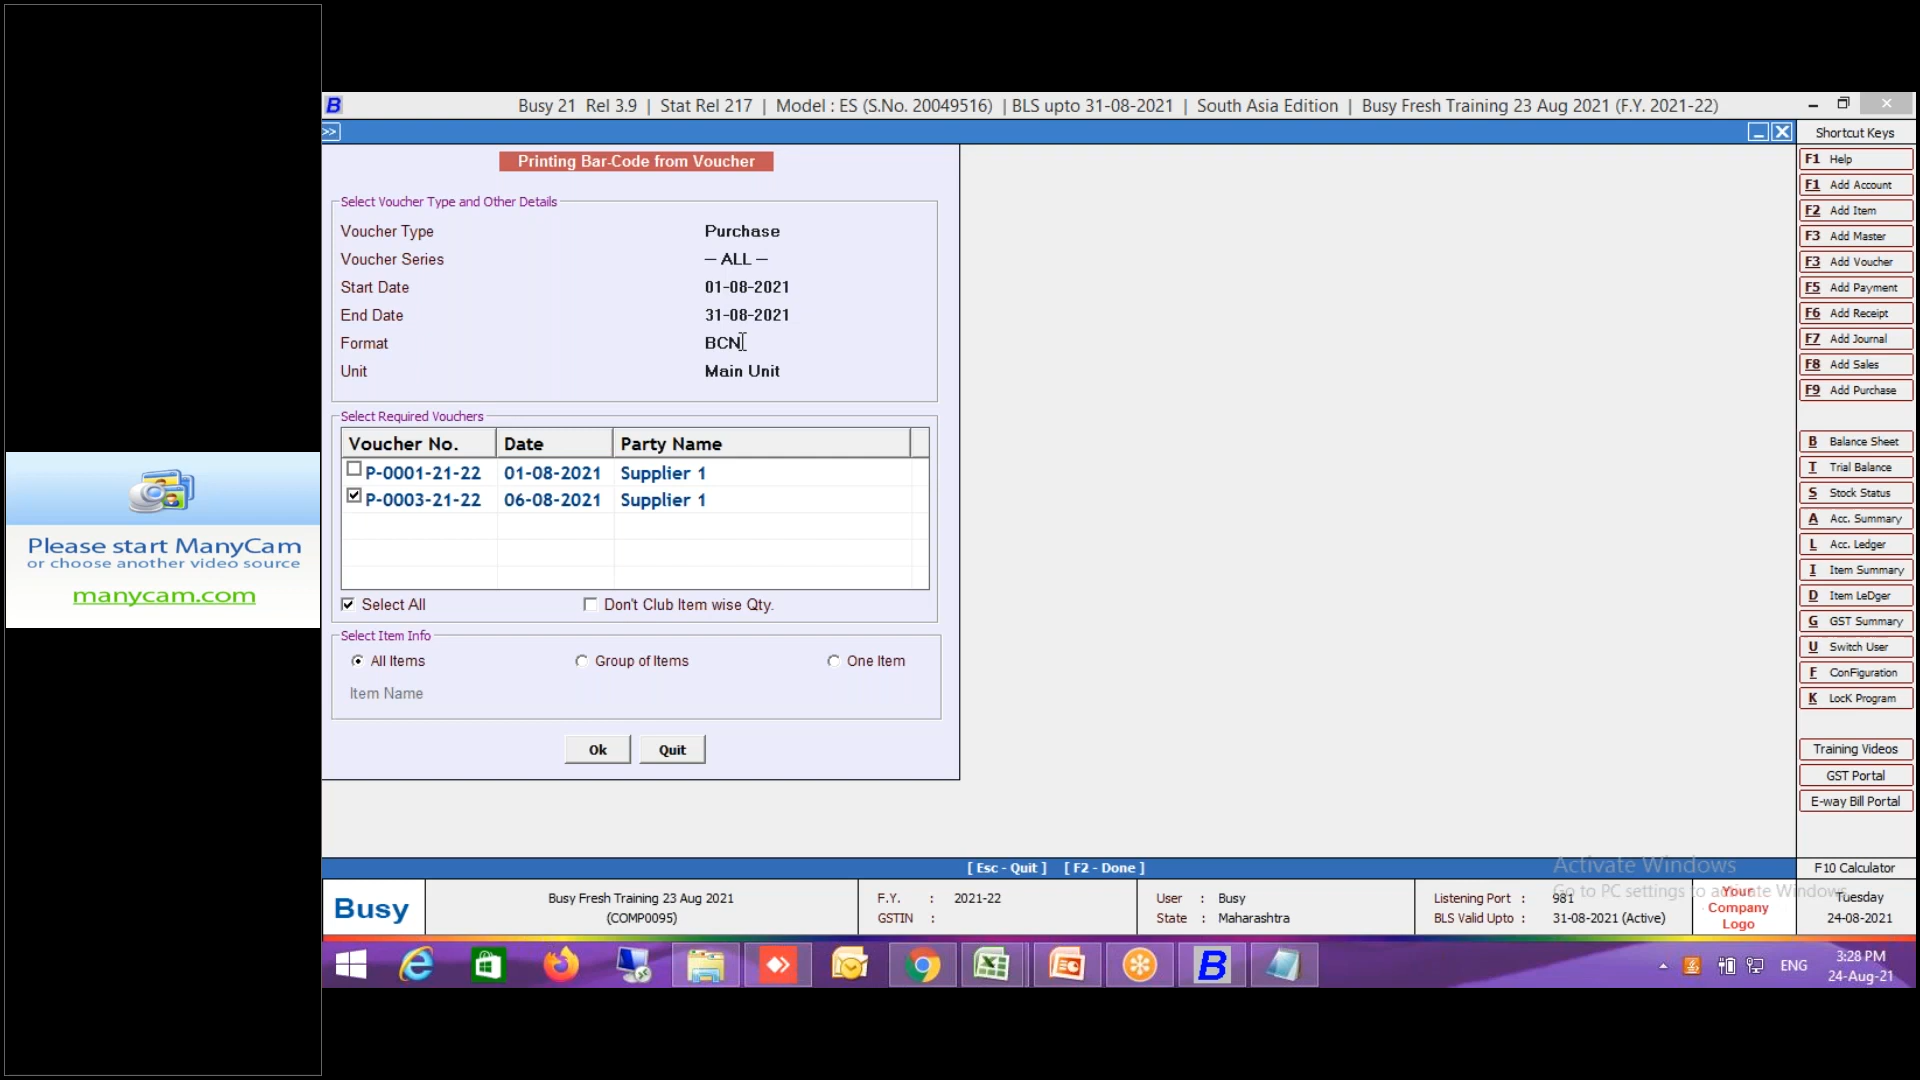 B Busy 21 Rel 3.9 | Stat Rel 217 | Model : ES (S.No. 20049516) | BLS upto 31-08-2021 | South Asia Edition | Busy Fresh Training 23 Aug 2021 (F.Y. 2021-22)
>>
Printing Bar-Code from Voucher
Select Voucher Type and Other Details
Voucher Type Purchase
Voucher Series -- ALL --
Start Date 01-08-2021
End Date 31-08-2021
Format BCN
Unit Main Unit
Select Required Vouchers
Voucher No. Date Party Name
P-0001-21-22 01-08-2021 Supplier 1
P-0003-21-22 06-08-2021 Supplier 1
Select All Don't Club Item wise Qty.
Select Item Info
All Items Group of Items One Item
Item Name
Ok Quit
Please start ManyCam
or choose another video source
manycam.com
Shortcut Keys
F1 Help
F1 Add Account
F2 Add Item
F3 Add Master
F3 Add Voucher
F5 Add Payment
F6 Add Receipt
F7 Add Journal
F8 Add Sales
F9 Add Purchase
B Balance Sheet
T Trial Balance
S Stock Status
A Acc. Summary
L Acc. Ledger
I Item Summary
D Item LeDger
G GST Summary
U Switch User
F ConFiguration
K LocK Program
Training Videos
GST Portal
E-way Bill Portal
[ Esc - Quit ] [ F2 - Done ]
F10 Calculator
Activate Windows
Go to PC settings to activate Windows.
Busy
Busy Fresh Training 23 Aug 2021
(COMP0095)
F.Y. : 2021-22
GSTIN :
User : Busy
State : Maharashtra
Listening Port : 981
BLS Valid Upto : 31-08-2021 (Active)
Your
Company
Logo
Tuesday
24-08-2021
B
ENG
3:28 PM
24-Aug-21